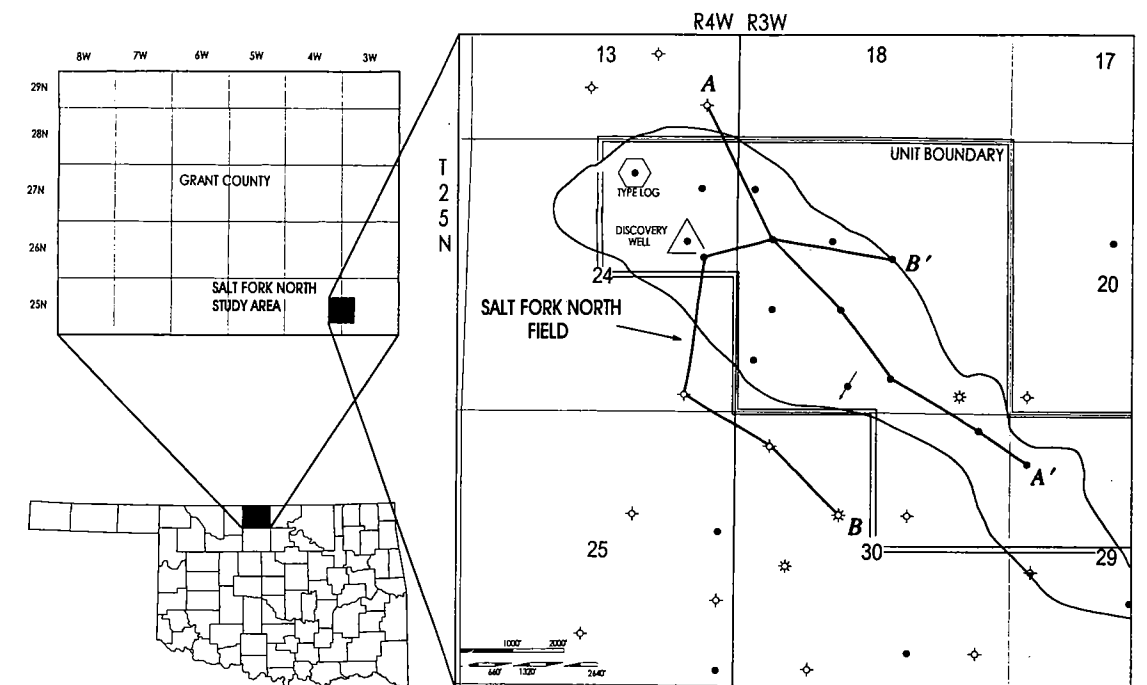 R4W R3W
8W 7W 6W 5W 4W 3W
29N
28N
27N
26N
25N
GRANT COUNTY
SALT FORK NORTH
STUDY AREA
T
2
5
N
13
18
17
A
UNIT BOUNDARY
TYPE LOG
DISCOVERY
WELL
B'
24
20
SALT FORK NORTH
FIELD
A'
B
25
30
29
1000' 2000'
660' 1320' 2640'